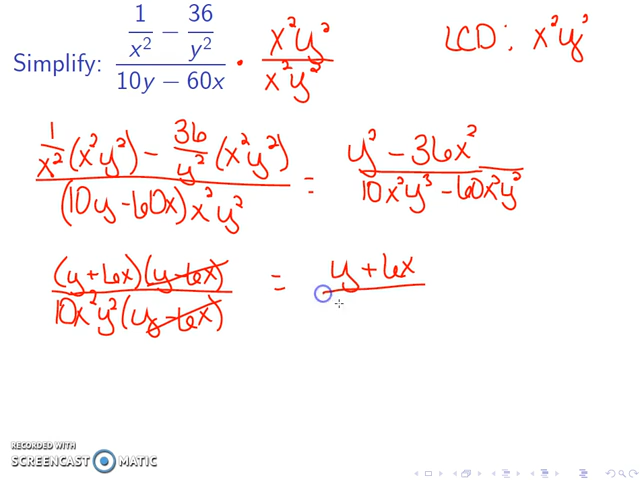 Simplify: (1/x² − 36/y²)/(10y − 60x) • x²y²/x²y² LCD: x²y²
(1/x² (x²y²) − 36/y² (x²y²))/((10y − 60x) x²y²) = (y² − 36x²)/(10x²y³ − 60x²y²)
((y + 6x)(y − 6x))/(10x²y²(y − 6x)) = y + 6x
RECORDED WITH
SCREENCAST MATIC